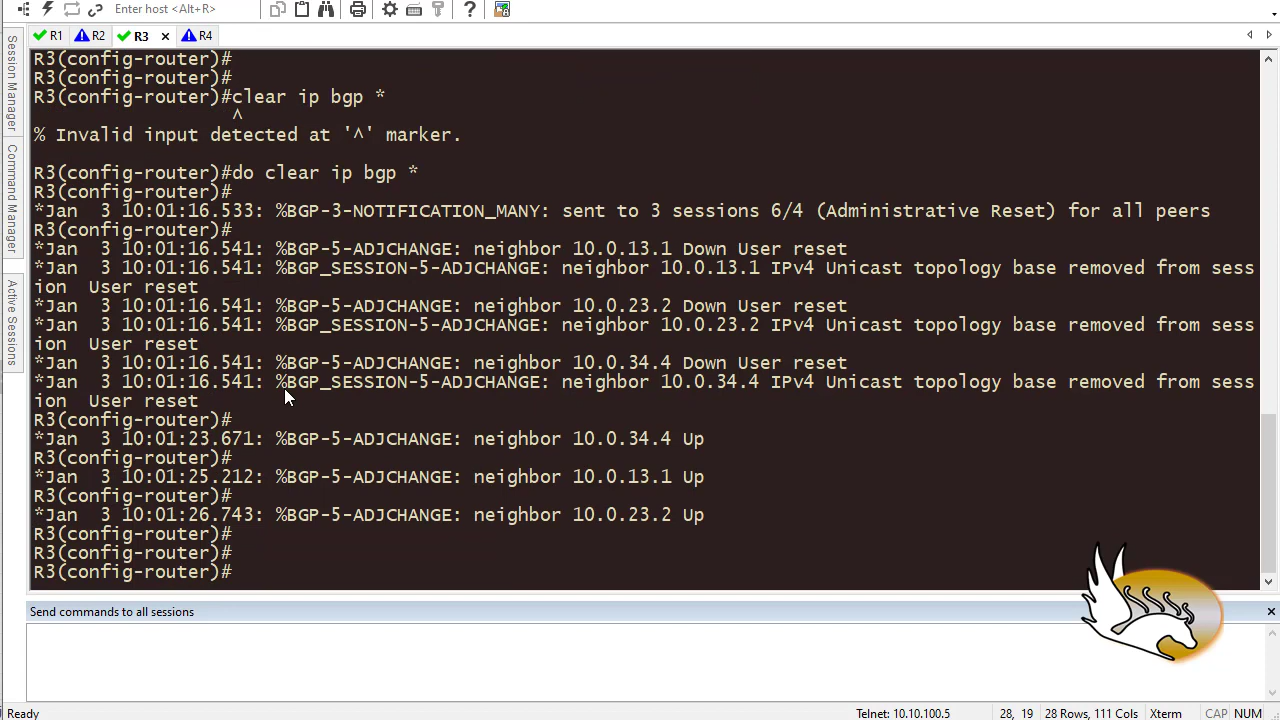 Enter host <Alt+R>
R1
R2
R3
R4
Session Manager
Command Manager
Active Sessions
R3(config-router)#
R3(config-router)#
R3(config-router)#clear ip bgp *
^
% Invalid input detected at '^' marker.
R3(config-router)#do clear ip bgp *
R3(config-router)#
*Jan  3 10:01:16.533: %BGP-3-NOTIFICATION_MANY: sent to 3 sessions 6/4 (Administrative Reset) for all peers
R3(config-router)#
*Jan  3 10:01:16.541: %BGP-5-ADJCHANGE: neighbor 10.0.13.1 Down User reset
*Jan  3 10:01:16.541: %BGP_SESSION-5-ADJCHANGE: neighbor 10.0.13.1 IPv4 Unicast topology base removed from sess
ion  User reset
*Jan  3 10:01:16.541: %BGP-5-ADJCHANGE: neighbor 10.0.23.2 Down User reset
*Jan  3 10:01:16.541: %BGP_SESSION-5-ADJCHANGE: neighbor 10.0.23.2 IPv4 Unicast topology base removed from sess
ion  User reset
*Jan  3 10:01:16.541: %BGP-5-ADJCHANGE: neighbor 10.0.34.4 Down User reset
*Jan  3 10:01:16.541: %BGP_SESSION-5-ADJCHANGE: neighbor 10.0.34.4 IPv4 Unicast topology base removed from sess
ion  User reset
R3(config-router)#
*Jan  3 10:01:23.671: %BGP-5-ADJCHANGE: neighbor 10.0.34.4 Up
R3(config-router)#
*Jan  3 10:01:25.212: %BGP-5-ADJCHANGE: neighbor 10.0.13.1 Up
R3(config-router)#
*Jan  3 10:01:26.743: %BGP-5-ADJCHANGE: neighbor 10.0.23.2 Up
R3(config-router)#
R3(config-router)#
R3(config-router)#
Send commands to all sessions
Ready
Telnet: 10.10.100.5
28, 19
28 Rows, 111 Cols
Xterm
CAP
NUM